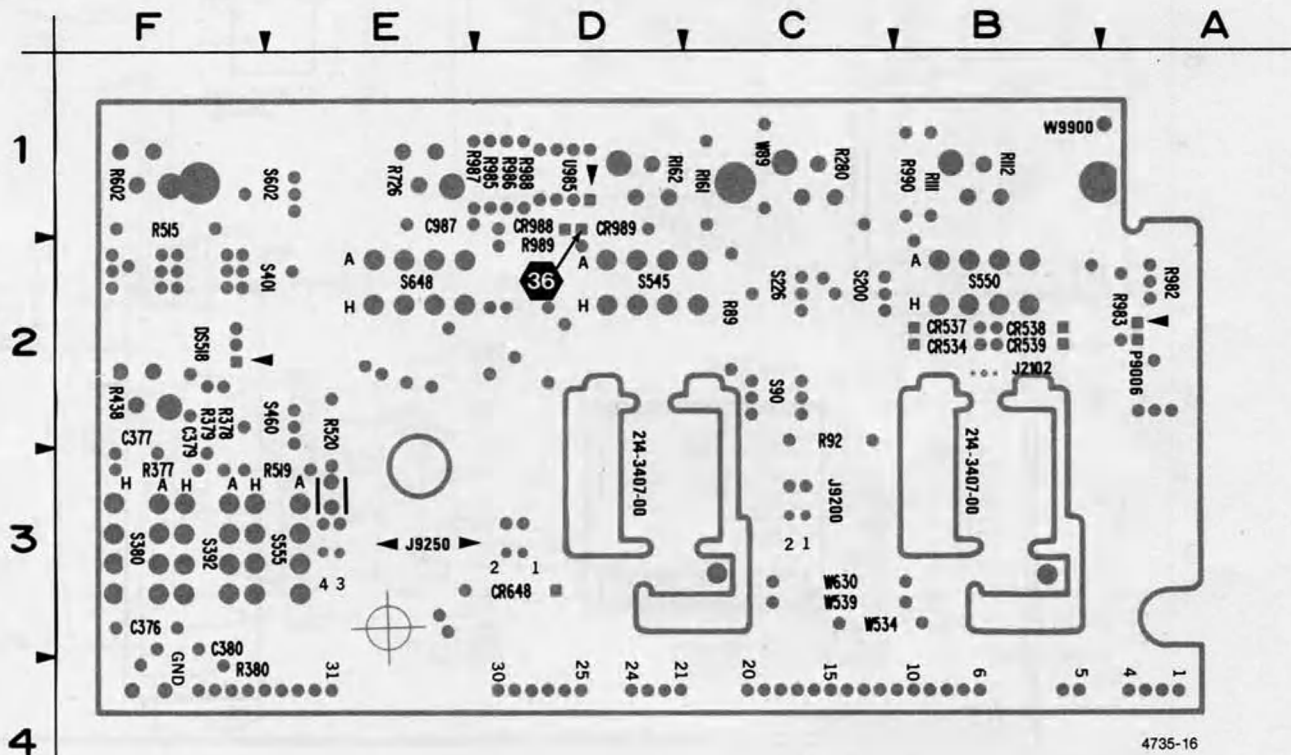 F E D C B A
1
W9900
R602
S602
R726
R987
R985
R986
R988
U985
R162
R161
W89
R280
R990
R111
R112
R515
C987
CR988
CR989
R989
36
S401
A
S648
H
A
S545
H
R89
S226
S200
A
S550
H
R982
R983
2
DS518
CR537
CR538
CR534
CR539
P9006
J2102
R438
R379
R378
S460
R520
S90
C377
C379
R92
214-3407-00
214-3407-00
R377
R519
H A H A H A
J9200
3
S380
S392
S555
J9250
2 1
4 3
2 1
CR648
W630
W539
W534
C376
C380
GND
R380
31
30
25
24
21
20
15
10
6
5
4
1
4
4735-16